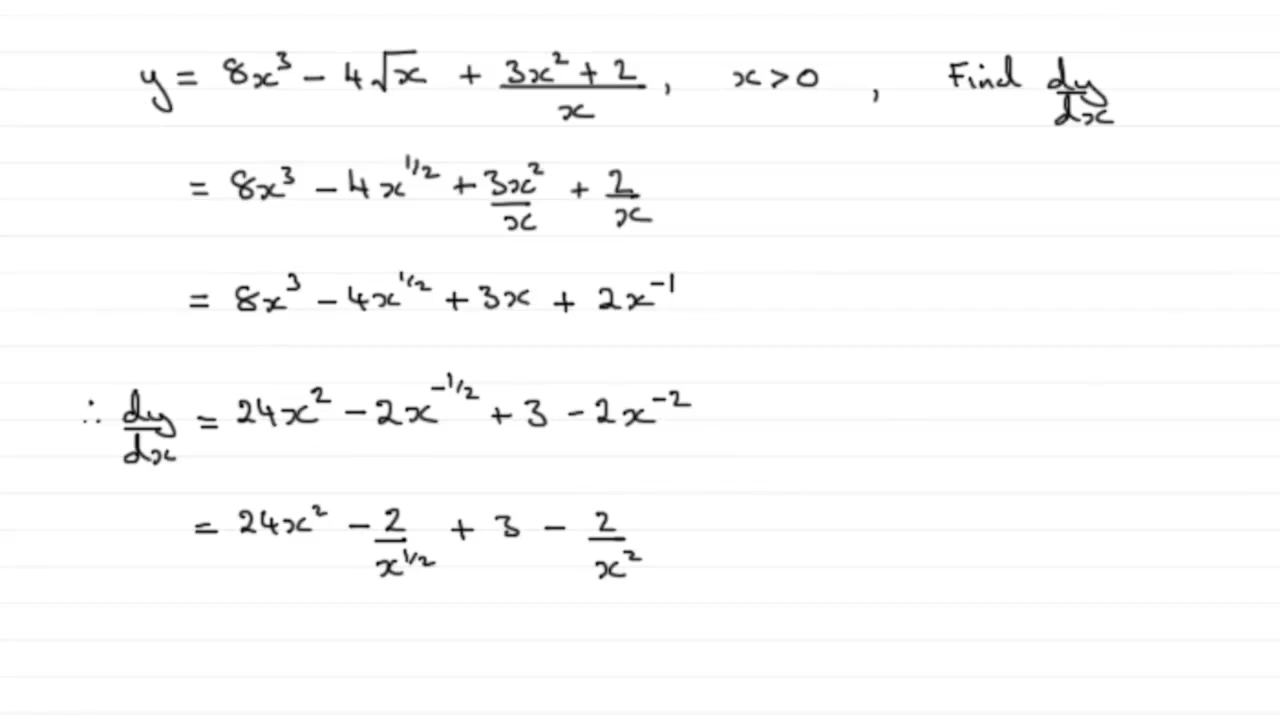 y = 8x³ - 4√x + (3x² + 2)/x, x > 0, Find dy/dx
= 8x³ - 4x^(1/2) + 3x²/x + 2/x
= 8x³ - 4x^(1/2) + 3x + 2x⁻¹
∴ dy/dx = 24x² - 2x^(-1/2) + 3 - 2x⁻²
= 24x² - 2/x^(1/2) + 3 - 2/x²